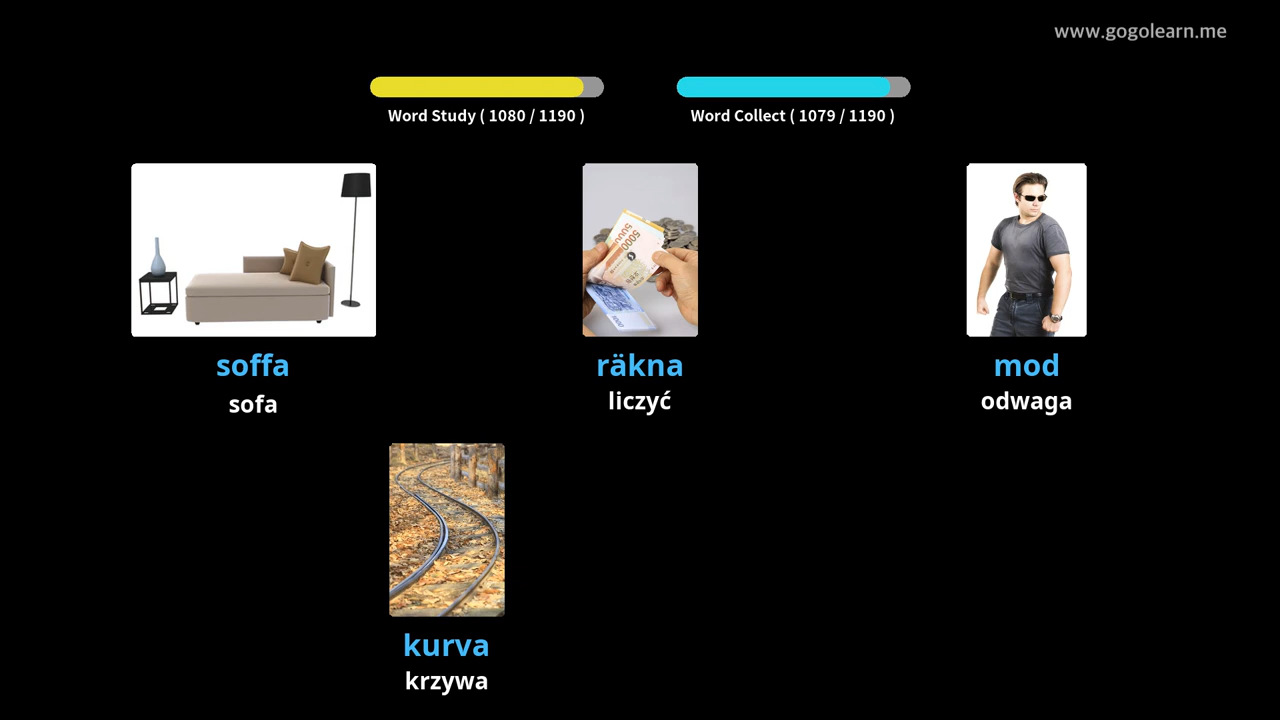 www.gogolearn.me
Word Study ( 1080 / 1190 )
Word Collect ( 1079 / 1190 )
soffa
sofa
räkna
liczyć
mod
odwaga
kurva
krzywa